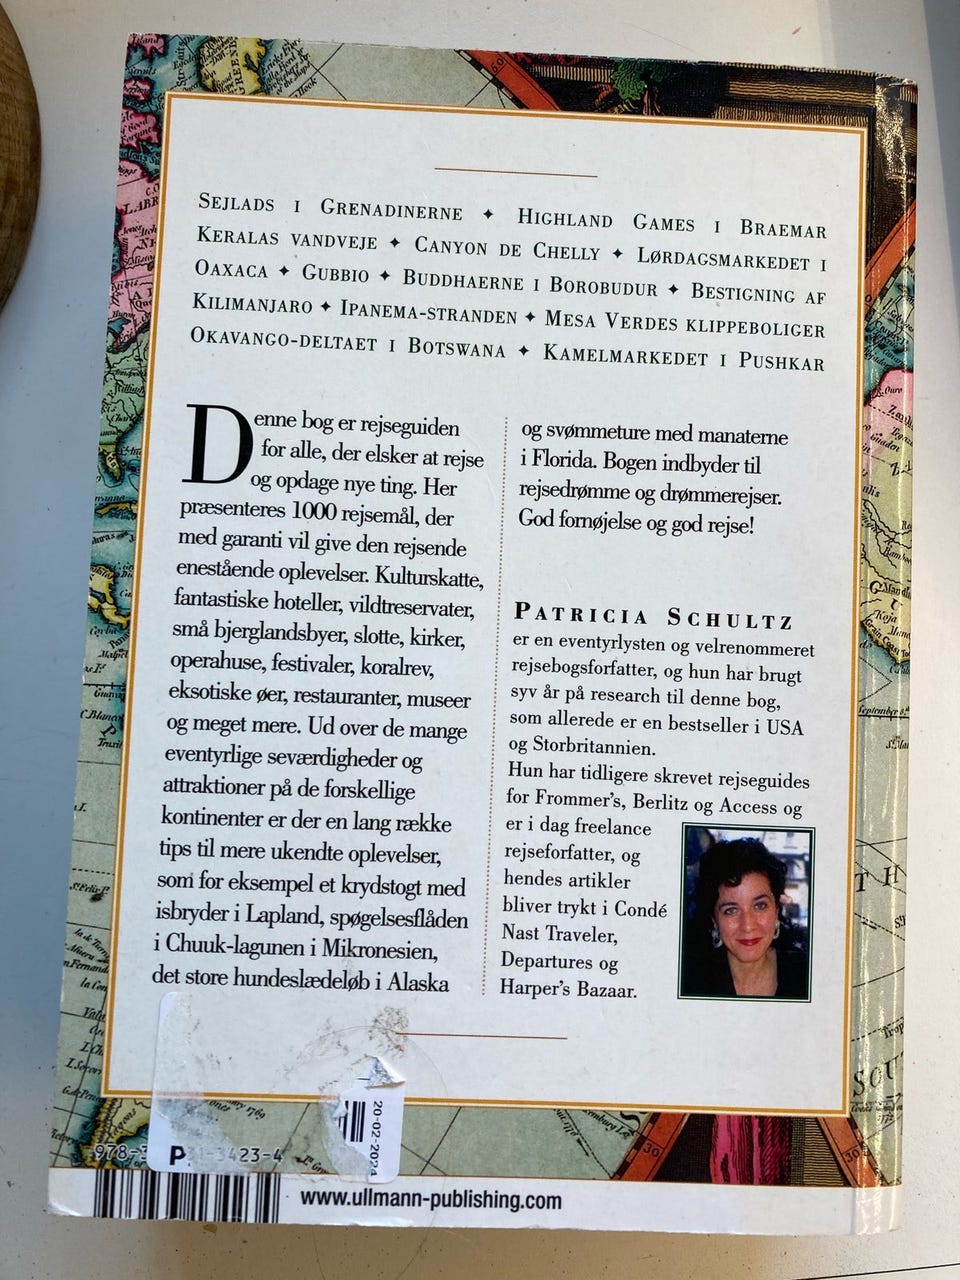 SEJLADS I GRENADINERNE ✦ HIGHLAND GAMES I BRAEMAR
KERALAS VANDVEJE ✦ CANYON DE CHELLY ✦ LØRDAGSMARKEDET I
OAXACA ✦ GUBBIO ✦ BUDDHAERNE I BOROBUDUR ✦ BESTIGNING AF
KILIMANJARO ✦ IPANEMA-STRANDEN ✦ MESA VERDES KLIPPEBOLIGER
OKAVANGO-DELTAET I BOTSWANA ✦ KAMELMARKEDET I PUSHKAR
Denne bog er rejseguiden
for alle, der elsker at rejse
og opdage nye ting. Her
præsenteres 1000 rejsemål, der
med garanti vil give den rejsende
enestående oplevelser. Kulturskatte,
fantastiske hoteller, vildtreservater,
små bjerglandsbyer, slotte, kirker,
operahuse, festivaler, koralrev,
eksotiske øer, restauranter, museer
og meget mere. Ud over de mange
eventyrlige seværdigheder og
attraktioner på de forskellige
kontinenter er der en lang række
tips til mere ukendte oplevelser,
som for eksempel et krydstogt med
isbryder i Lapland, spøgelsesflåden
i Chuuk-lagunen i Mikronesien,
det store hundeslædeløb i Alaska
og svømmeture med manaterne
i Florida. Bogen indbyder til
rejsedrømme og drømmerejser.
God fornøjelse og god rejse!
PATRICIA SCHULTZ
er en eventyrlysten og velrenommeret
rejsebogsforfatter, og hun har brugt
syv år på research til denne bog,
som allerede er en bestseller i USA
og Storbritannien.
Hun har tidligere skrevet rejseguides
for Frommer's, Berlitz og Access og
er i dag freelance
rejseforfatter, og
hendes artikler
bliver trykt i Condé
Nast Traveler,
Departures og
Harper's Bazaar.
20-02-202
978-3
P
1-3423-4
www.ullmann-publishing.com